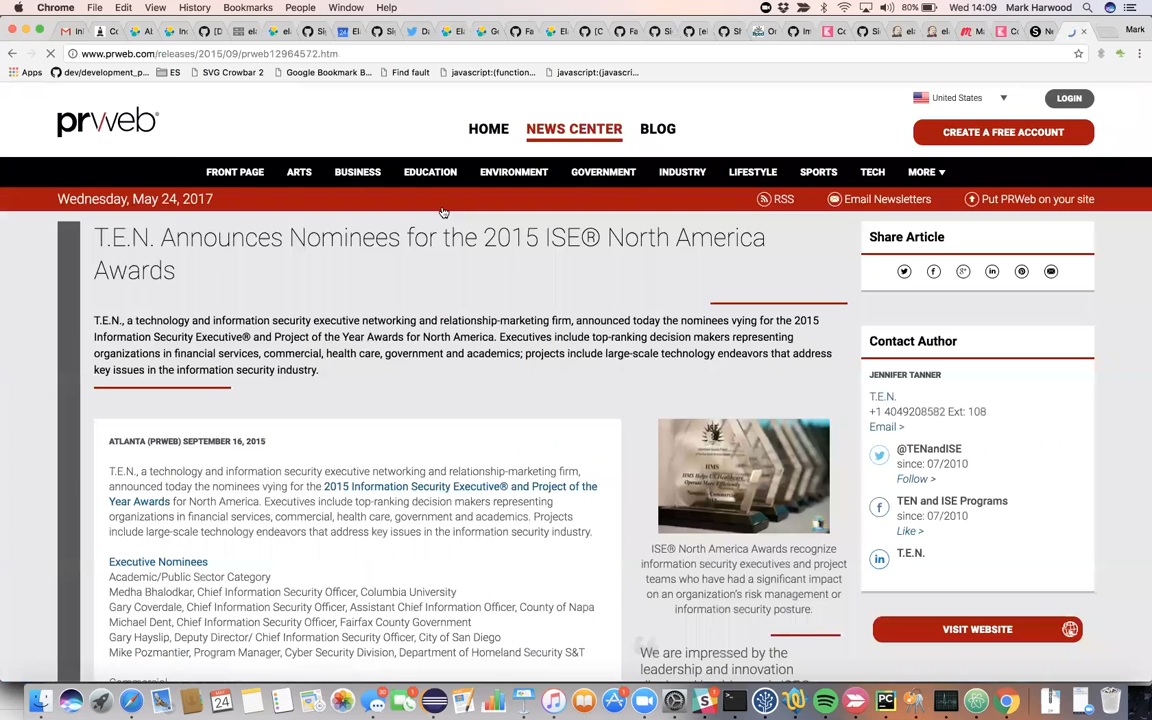 Chrome File Edit View History Bookmarks People Window Help 80% Wed 14:09 Mark Harwood
Mark
www.prweb.com/releases/2015/09/prweb12964572.htm
Apps dev/development_p... ES SVG Crowbar 2 Google Bookmark B... Find fault javascript:(function... javascript:(javascri...
prweb
United States LOGIN
HOME NEWS CENTER BLOG
CREATE A FREE ACCOUNT
FRONT PAGE ARTS BUSINESS EDUCATION ENVIRONMENT GOVERNMENT INDUSTRY LIFESTYLE SPORTS TECH MORE
Wednesday, May 24, 2017 RSS Email Newsletters Put PRWeb on your site
T.E.N. Announces Nominees for the 2015 ISE® North America
Awards
T.E.N., a technology and information security executive networking and relationship-marketing firm, announced today the nominees vying for the 2015
Information Security Executive® and Project of the Year Awards for North America. Executives include top-ranking decision makers representing
organizations in financial services, commercial, health care, government and academics; projects include large-scale technology endeavors that address
key issues in the information security industry.
ATLANTA (PRWEB) SEPTEMBER 16, 2015
T.E.N., a technology and information security executive networking and relationship-marketing firm,
announced today the nominees vying for the 2015 Information Security Executive® and Project of the
Year Awards for North America. Executives include top-ranking decision makers representing
organizations in financial services, commercial, health care, government and academics. Projects
include large-scale technology endeavors that address key issues in the information security industry.
Executive Nominees
Academic/Public Sector Category
Medha Bhalodkar, Chief Information Security Officer, Columbia University
Gary Coverdale, Chief Information Security Officer, Assistant Chief Information Officer, County of Napa
Michael Dent, Chief Information Security Officer, Fairfax County Government
Gary Hayslip, Deputy Director/ Chief Information Security Officer, City of San Diego
Mike Pozmantier, Program Manager, Cyber Security Division, Department of Homeland Security S&T
ISE® North America Awards recognize
information security executives and project
teams who have had a significant impact
on an organization's risk management or
information security posture.
We are impressed by the
leadership and innovation
Share Article
Contact Author
JENNIFER TANNER
T.E.N.
+1 4049208582 Ext: 108
Email >
@TENandISE
since: 07/2010
Follow >
TEN and ISE Programs
since: 07/2010
Like >
T.E.N.
VISIT WEBSITE